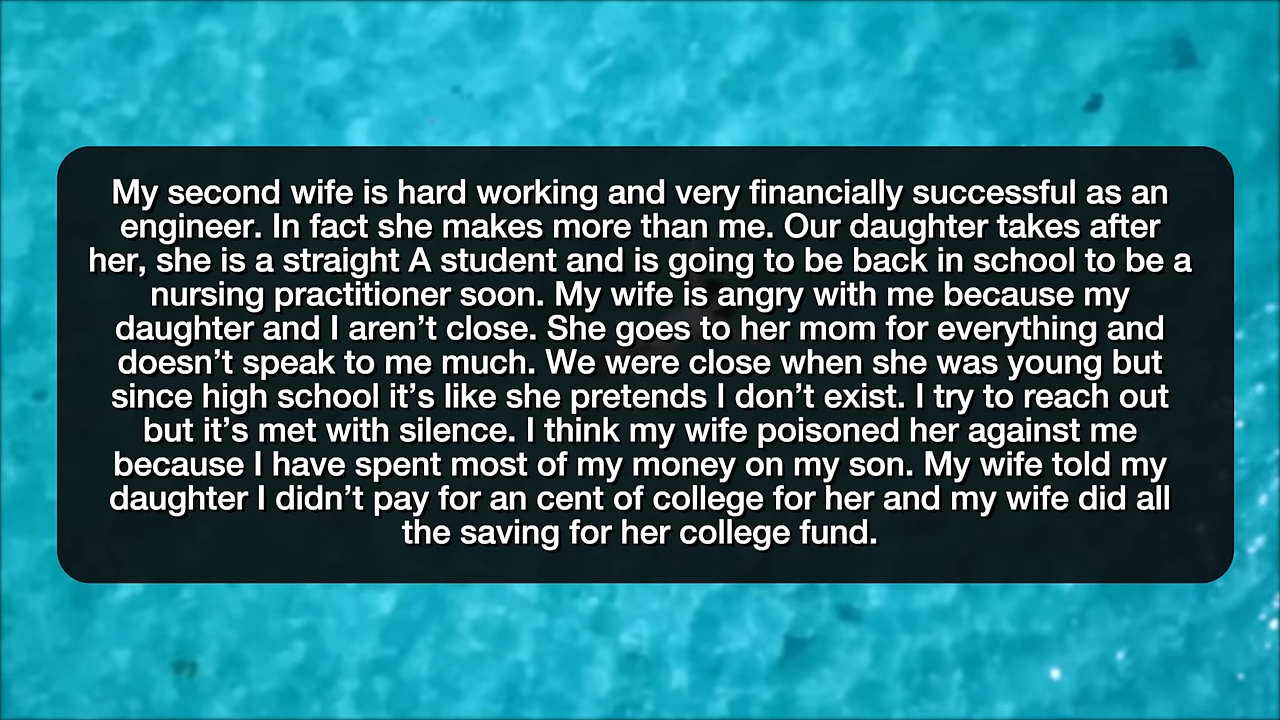 My second wife is hard working and very financially successful as an
engineer. In fact she makes more than me. Our daughter takes after
her, she is a straight A student and is going to be back in school to be a
nursing practitioner soon. My wife is angry with me because my
daughter and I aren’t close. She goes to her mom for everything and
doesn’t speak to me much. We were close when she was young but
since high school it’s like she pretends I don’t exist. I try to reach out
but it’s met with silence. I think my wife poisoned her against me
because I have spent most of my money on my son. My wife told my
daughter I didn’t pay for an cent of college for her and my wife did all
the saving for her college fund.